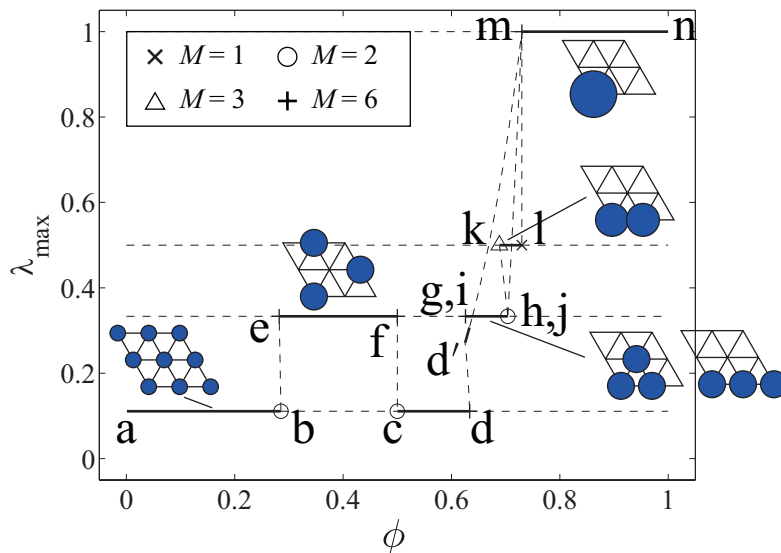 1
0.8
0.6
0.4
0.2
0
λmax
0 0.2 0.4 0.6 0.8 1
ϕ
× M = 1 ○ M = 2
△ M = 3 + M = 6
m n
k l
g,i h,j
e f d′
a b c d